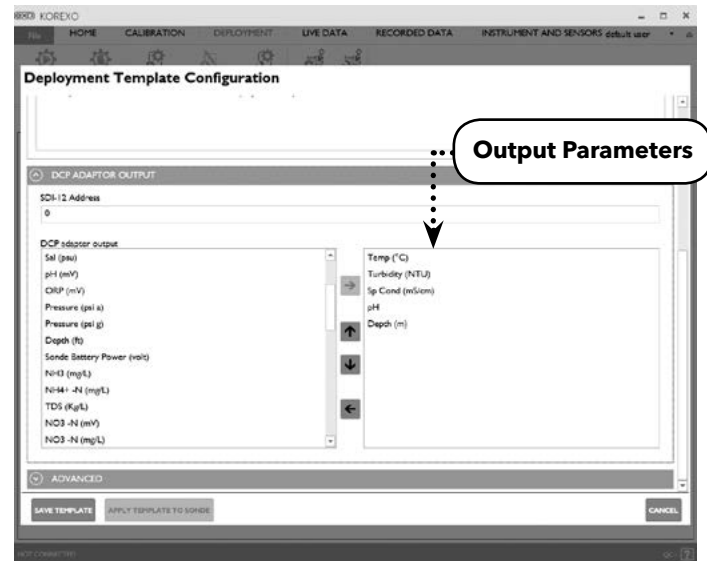 KOREXO
File HOME CALIBRATION DEPLOYMENT LIVE DATA RECORDED DATA INSTRUMENT AND SENSORS default user
Deployment Template Configuration
Output Parameters
DCP ADAPTOR OUTPUT
SDI-12 Address
0
DCP adapter output
Sal (psu)
pH (mV)
ORP (mV)
Pressure (psi a)
Pressure (psi g)
Depth (ft)
Sonde Battery Power (volt)
NH3 (mg/L)
NH4+ -N (mg/L)
TDS (Kg/L)
NO3 -N (mV)
NO3 -N (mg/L)
Temp (°C)
Turbidity (NTU)
Sp Cond (mS/cm)
pH
Depth (m)
ADVANCED
SAVE TEMPLATE APPLY TEMPLATE TO SONDE CANCEL
NOT CONNECTED QC: ?